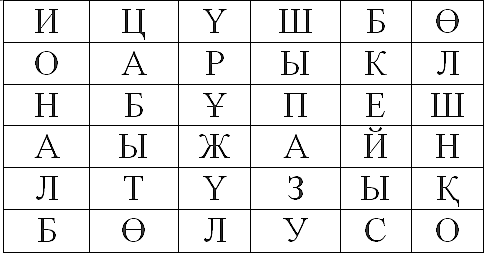 И Ц Ү Ш Б Ө
О А Р Ы К Л
Н Б Ұ П Е Ш
А Ы Ж А Й Н
Л Т Ү З Ы Қ
Б Ө Л У С О